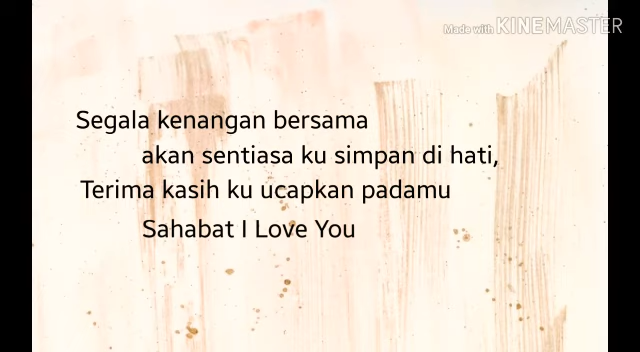 Made with KINEMASTER
Segala kenangan bersama
akan sentiasa ku simpan di hati,
Terima kasih ku ucapkan padamu
Sahabat I Love You